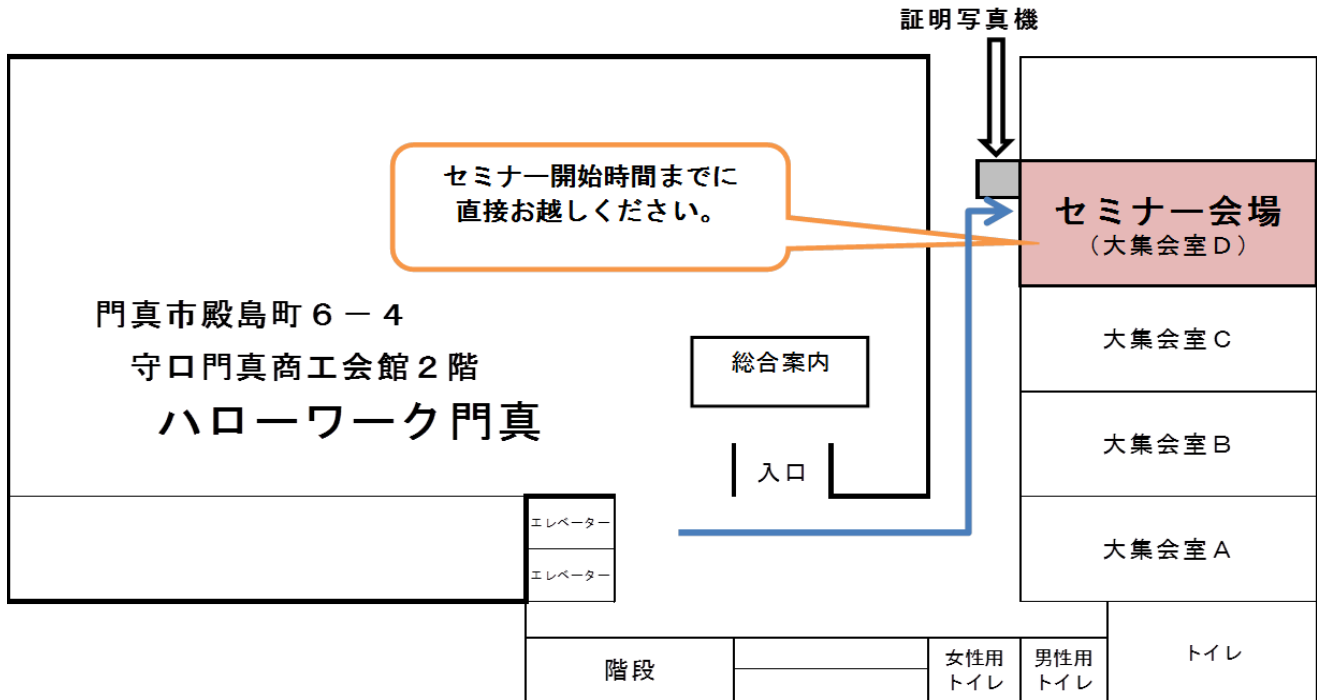 証明写真機
セミナー開始時間までに
直接お越しください。
セミナー会場
（大集会室Ｄ）
門真市殿島町６－４
守口門真商工会館２階
ハローワーク門真
総合案内
大集会室Ｃ
大集会室Ｂ
入口
エレベーター
エレベーター
大集会室Ａ
階段
女性用
トイレ
男性用
トイレ
トイレ